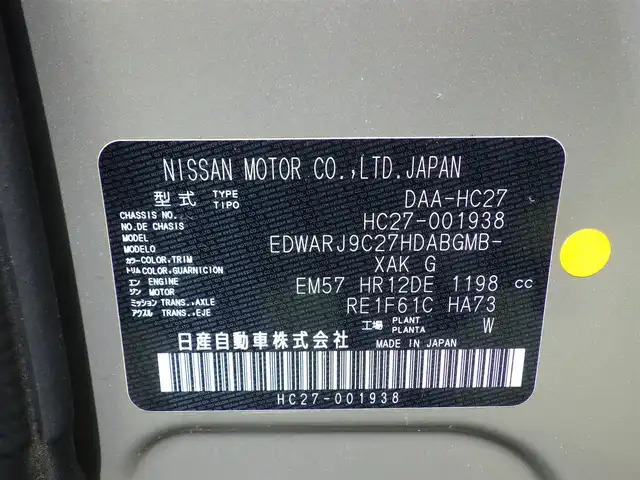 NISSAN MOTOR CO.,LTD.JAPAN
型式 TYPE TIPO DAA-HC27
CHASSIS NO. NO.DE CHASIS HC27-001938
MODEL MODELO EDWARJ9C27HDABGMB-
カラー COLOR,TRIM トリム COLOR,GUARNICION XAK G
エンジン ENGINE MOTOR EM57 HR12DE 1198 cc
ミッション TRANS.,AXLE アクスル TRANS.,EJE RE1F61C HA73
工場 PLANT PLANTA W
日産自動車株式会社 MADE IN JAPAN
HC27-001938